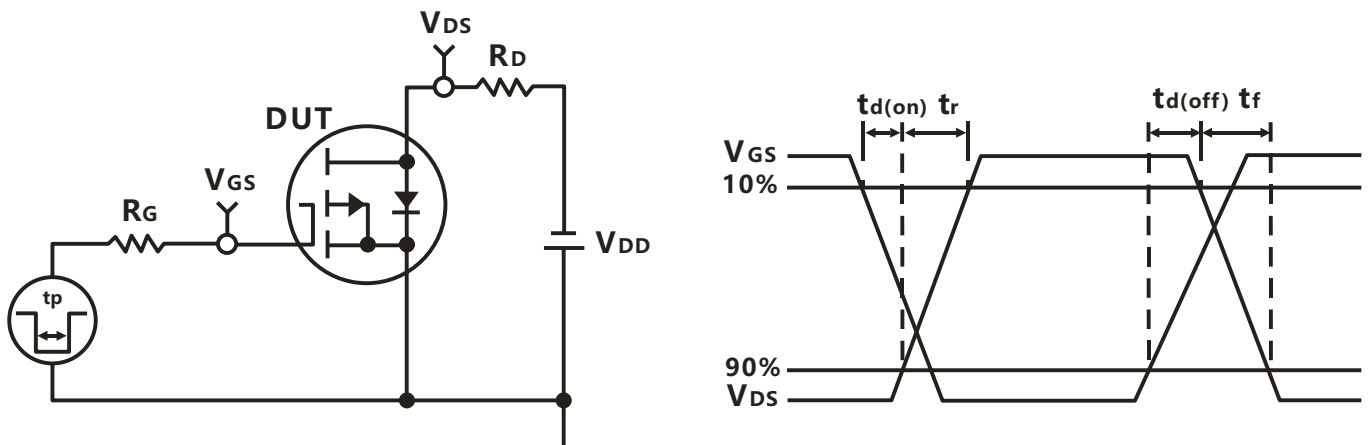 VDS
RD
DUT
VGS
RG
VDD
tp
td(on) tr
td(off) tf
VGS
10%
90%
VDS